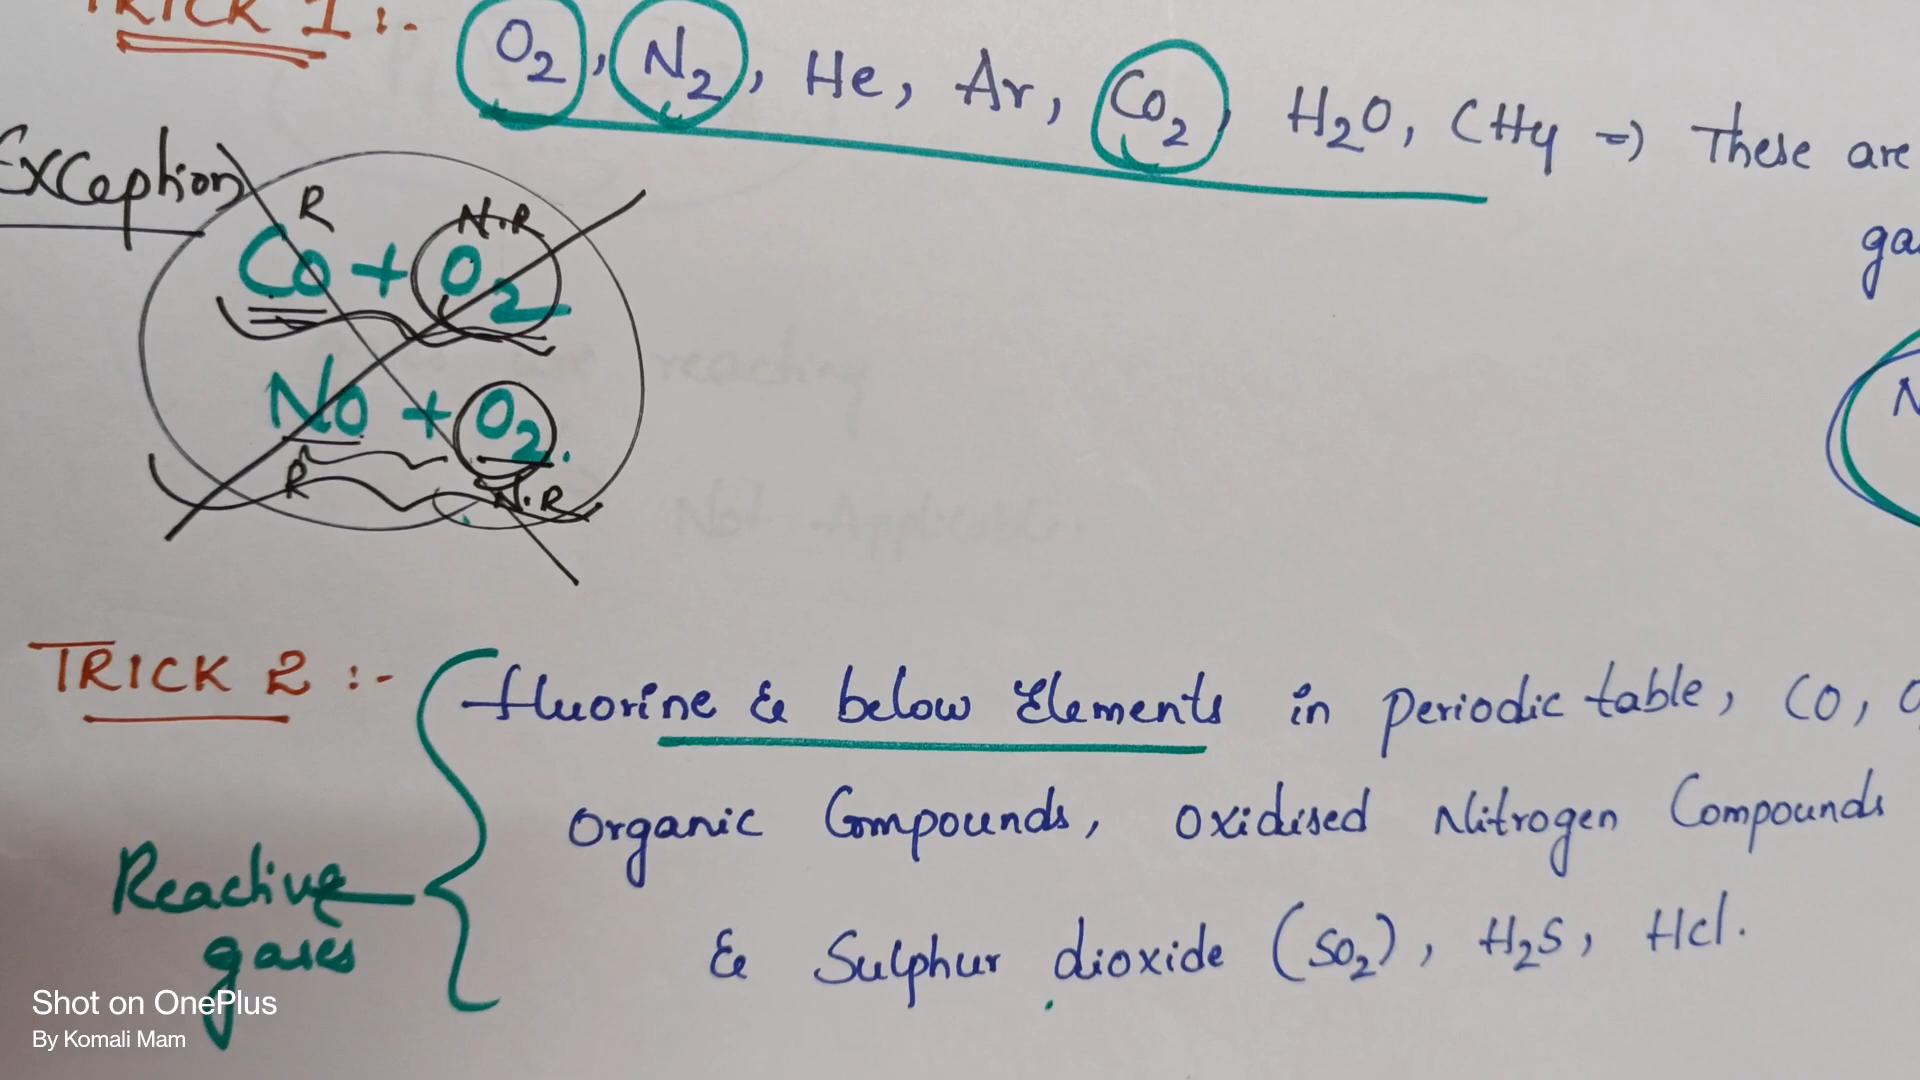 TRICK 1 :-
O2, N2, He, Ar, Co2, H2O, CH4 => These are
Exception
R
N.R
Co + O2
ga
No + O2.
R
N.R
N
TRICK 2 :-
fluorine & below Elements in periodic table, CO,
Organic Compounds, oxidised Nitrogen Compounds
Reactive
gases
& Sulphur dioxide (SO2), H2S, Hcl.
Shot on OnePlus
By Komali Mam